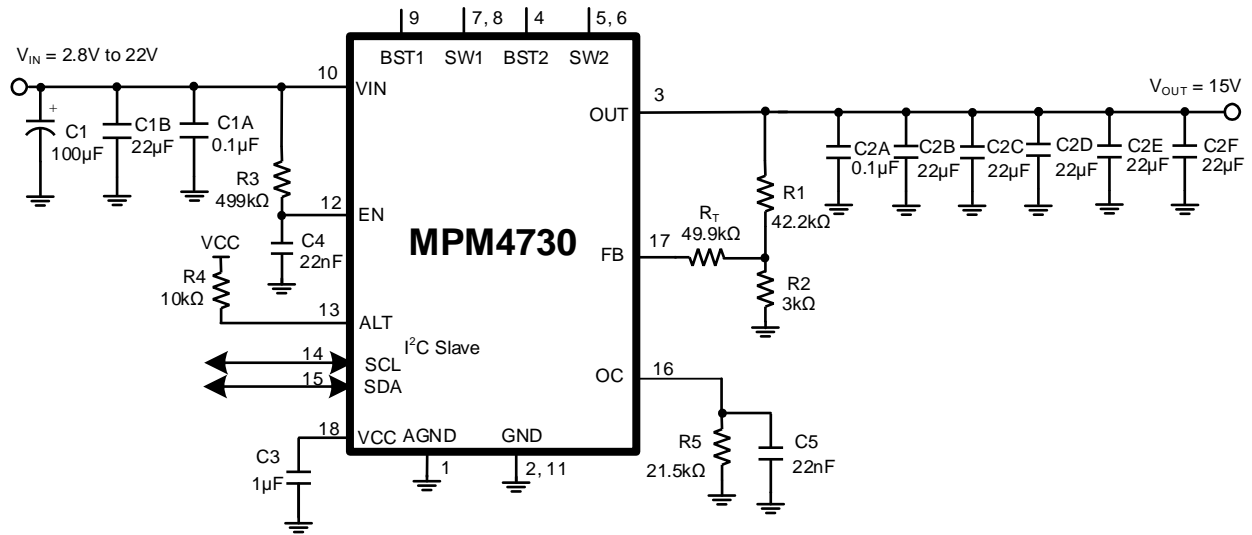 9
7, 8
4
5, 6
BST1
SW1
BST2
SW2
VIN = 2.8V to 22V
10
VIN
3
OUT
VOUT = 15V
+
C1
100µF
C1B
22µF
C1A
0.1µF
R3
499kΩ
12
EN
C4
22nF
VCC
R4
10kΩ
13
ALT
MPM4730
I2C Slave
14
SCL
15
SDA
18
VCC
AGND
GND
1
2, 11
C3
1µF
C2A
0.1µF
C2B
22µF
C2C
22µF
C2D
22µF
C2E
22µF
C2F
22µF
R1
42.2kΩ
RT
49.9kΩ
17
FB
R2
3kΩ
OC
16
R5
21.5kΩ
C5
22nF